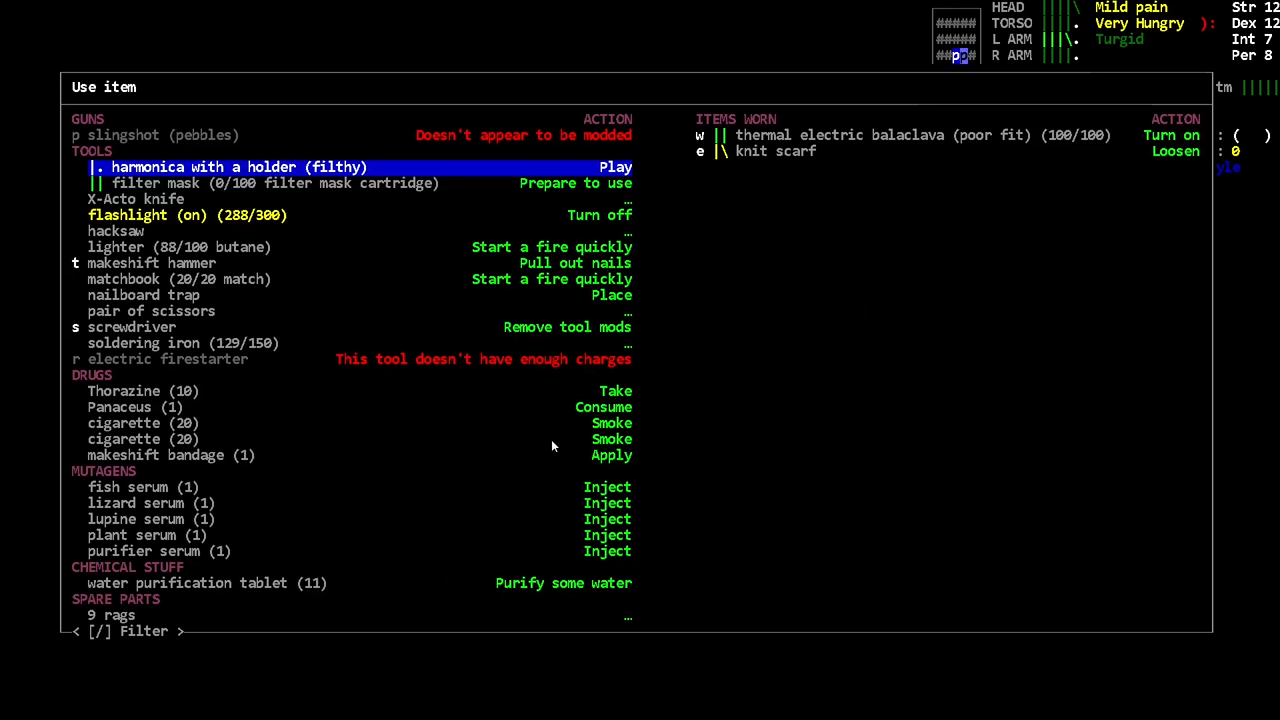 HEAD ||||\ Mild pain Str 12
##### TORSO ||||. Very Hungry ): Dex 12
##### L ARM |||\. Turgid Int 7
##pp# R ARM ||||. Per 8
Use item
tm |||||
GUNS ACTION
p slingshot (pebbles) Doesn't appear to be modded
TOOLS
|. harmonica with a holder (filthy) Play
|| filter mask (0/100 filter mask cartridge) Prepare to use
X-Acto knife …
flashlight (on) (288/300) Turn off
hacksaw …
lighter (88/100 butane) Start a fire quickly
t makeshift hammer Pull out nails
matchbook (20/20 match) Start a fire quickly
nailboard trap Place
pair of scissors …
s screwdriver Remove tool mods
soldering iron (129/150) …
r electric firestarter This tool doesn't have enough charges
DRUGS
Thorazine (10) Take
Panaceus (1) Consume
cigarette (20) Smoke
cigarette (20) Smoke
makeshift bandage (1) Apply
MUTAGENS
fish serum (1) Inject
lizard serum (1) Inject
lupine serum (1) Inject
plant serum (1) Inject
purifier serum (1) Inject
CHEMICAL STUFF
water purification tablet (11) Purify some water
SPARE PARTS
9 rags …
< [/] Filter >
ITEMS WORN ACTION
w || thermal electric balaclava (poor fit) (100/100) Turn on
e |\ knit scarf Loosen
: ( )
: 0
yle